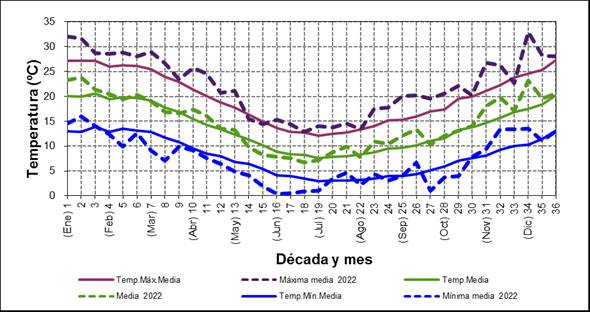 35
30
25
20
15
10
5
0
Temperatura (ºC)
(Ene) 1
2
3
(Feb) 4
5
6
(Mar) 7
8
9
(Abr) 10
11
12
(May) 13
14
15
(Jun) 16
17
18
(Jul) 19
20
21
(Ago) 22
23
24
(Sep) 25
26
27
(Oct) 28
29
30
(Nov) 31
32
33
(Dic) 34
35
36
Década y mes
Temp.Máx.Media
Máxima media 2022
Temp.Media
Media 2022
Temp.Mín.Media
Mínima media 2022